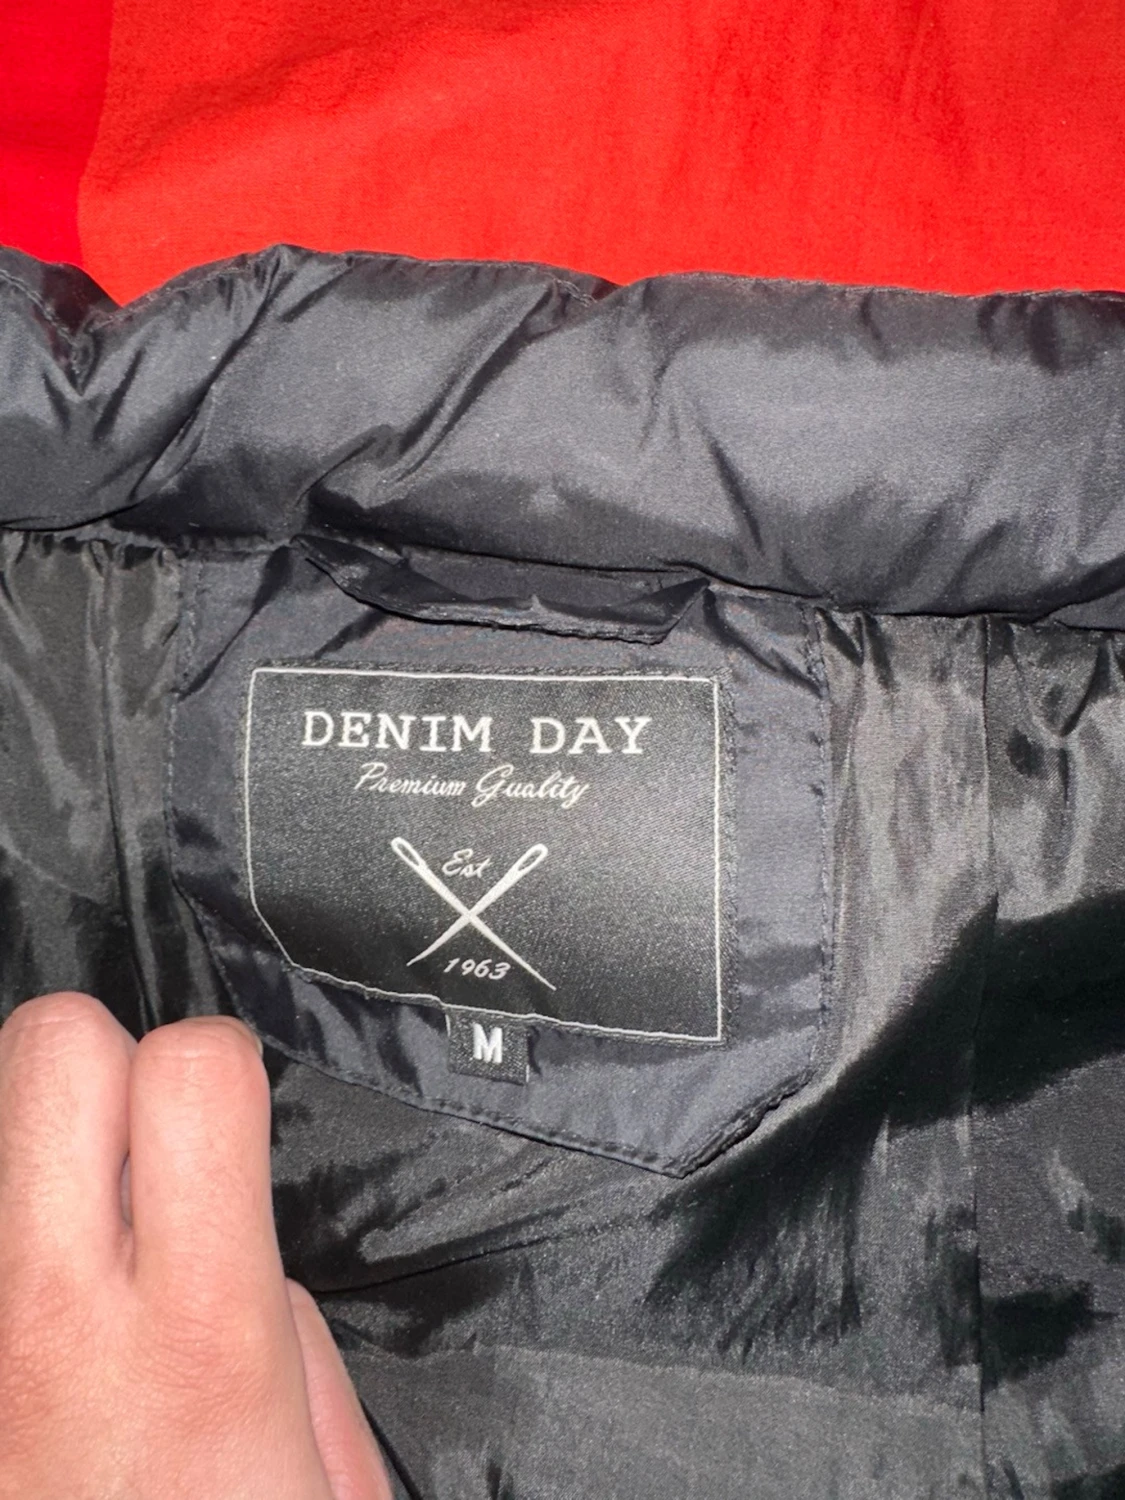 DENIM DAY
Premium Quality
Est
1963
M